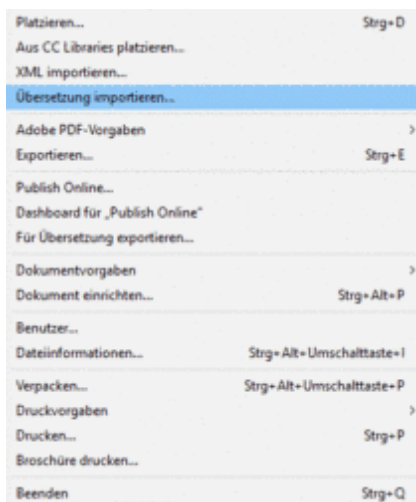 Platzieren... Strg+D
Aus CC Libraries platzieren...
XML importieren...
Übersetzung importieren...
Adobe PDF-Vorgaben >
Exportieren... Strg+E
Publish Online...
Dashboard für „Publish Online“
Für Übersetzung exportieren...
Dokumentvorgaben >
Dokument einrichten... Strg+Alt+P
Benutzer...
Dateiinformationen... Strg+Alt+Umschalttaste+I
Verpacken... Strg+Alt+Umschalttaste+P
Druckvorgaben >
Drucken... Strg+P
Broschüre drucken...
Beenden Strg+Q